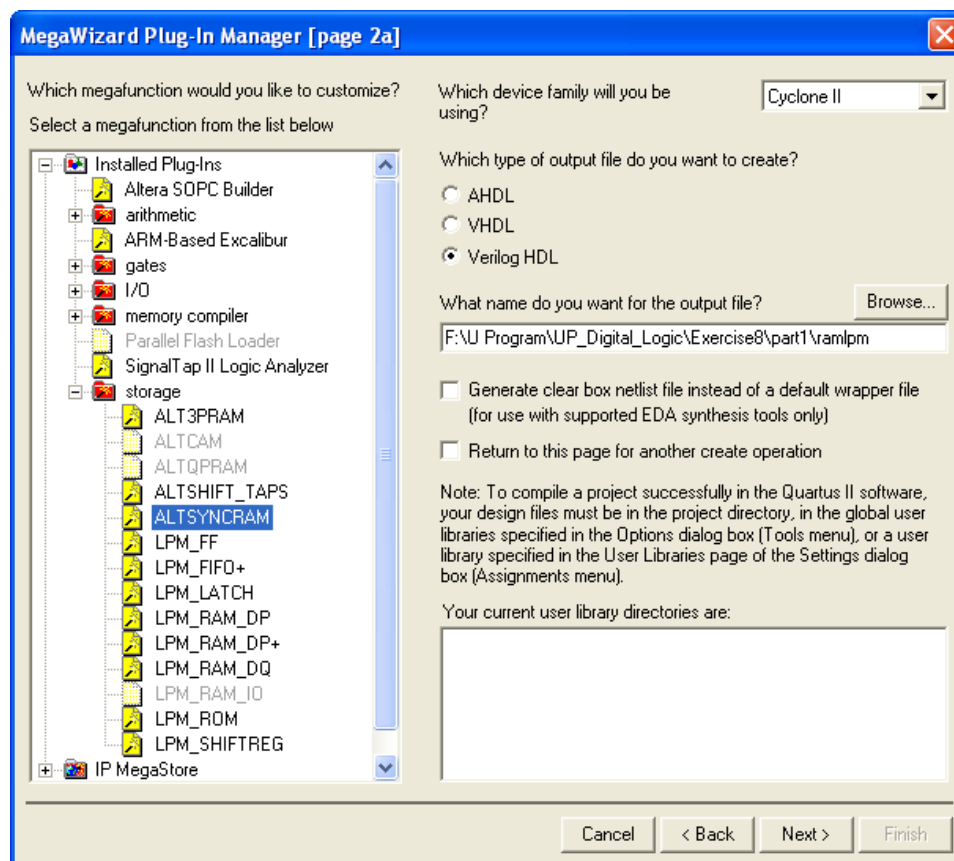 MegaWizard Plug-In Manager [page 2a]
Which megafunction would you like to customize?
Select a megafunction from the list below
Installed Plug-Ins
Altera SOPC Builder
arithmetic
ARM-Based Excalibur
gates
I/O
memory compiler
Parallel Flash Loader
SignalTap II Logic Analyzer
storage
ALT3PRAM
ALTCAM
ALTQPRAM
ALTSHIFT_TAPS
ALTSYNCRAM
LPM_FF
LPM_FIFO+
LPM_LATCH
LPM_RAM_DP
LPM_RAM_DP+
LPM_RAM_DQ
LPM_RAM_IO
LPM_ROM
LPM_SHIFTREG
IP MegaStore
Which device family will you be
using?
Cyclone II
Which type of output file do you want to create?
AHDL
VHDL
Verilog HDL
What name do you want for the output file?
Browse...
F:\U Program\UP_Digital_Logic\Exercise8\part1\ramlpm
Generate clear box netlist file instead of a default wrapper file
(for use with supported EDA synthesis tools only)
Return to this page for another create operation
Note: To compile a project successfully in the Quartus II software,
your design files must be in the project directory, in the global user
libraries specified in the Options dialog box (Tools menu), or a user
library specified in the User Libraries page of the Settings dialog
box (Assignments menu).
Your current user library directories are:
Cancel
< Back
Next >
Finish